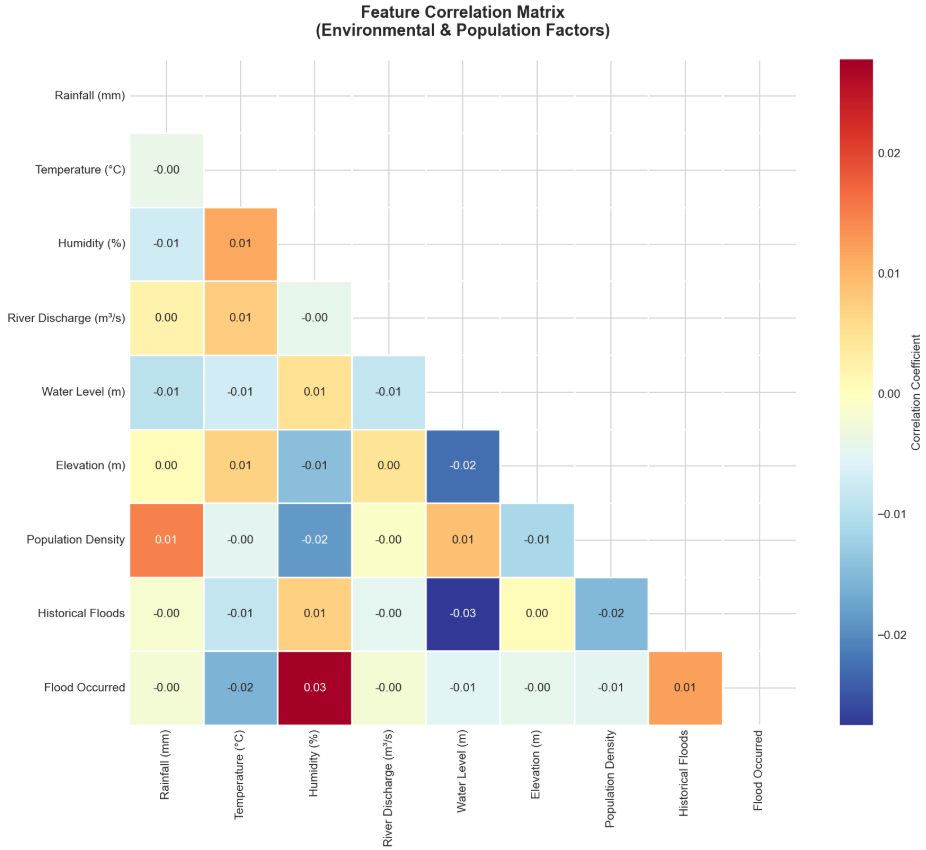 Feature Correlation Matrix
(Environmental & Population Factors)
Rainfall (mm)
Temperature (°C) -0.00
Humidity (%) -0.01 0.01
River Discharge (m³/s) 0.00 0.01 -0.00
Water Level (m) -0.01 -0.01 0.01 -0.01
Elevation (m) 0.00 0.01 -0.01 0.00 -0.02
Population Density 0.01 -0.00 -0.02 -0.00 0.01 -0.01
Historical Floods -0.00 -0.01 0.01 -0.00 -0.03 0.00 -0.02
Flood Occurred -0.00 -0.02 0.03 -0.00 -0.01 -0.00 -0.01 0.01
Rainfall (mm)
Temperature (°C)
Humidity (%)
River Discharge (m³/s)
Water Level (m)
Elevation (m)
Population Density
Historical Floods
Flood Occurred
0.02
0.01
0.00
−0.01
−0.02
Correlation Coefficient